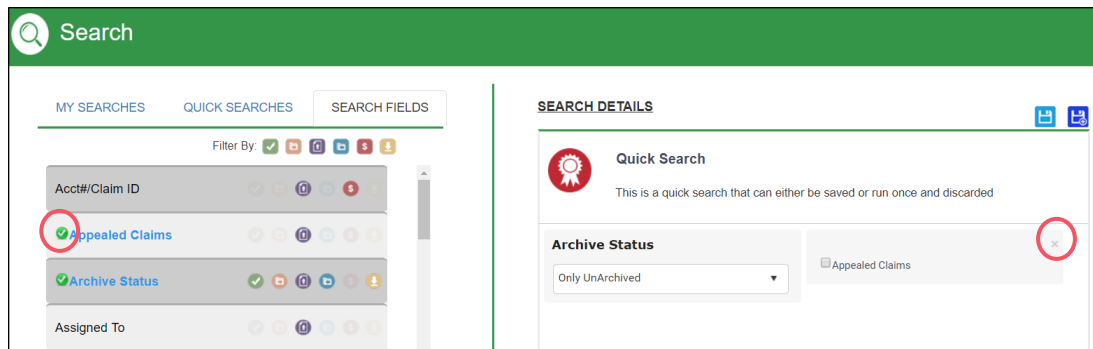 Search
MY SEARCHES QUICK SEARCHES SEARCH FIELDS
Filter By: $
Acct#/Claim ID $
Appealed Claims
Archive Status
Assigned To
SEARCH DETAILS
Quick Search
This is a quick search that can either be saved or run once and discarded
Archive Status
Only UnArchived
Appealed Claims